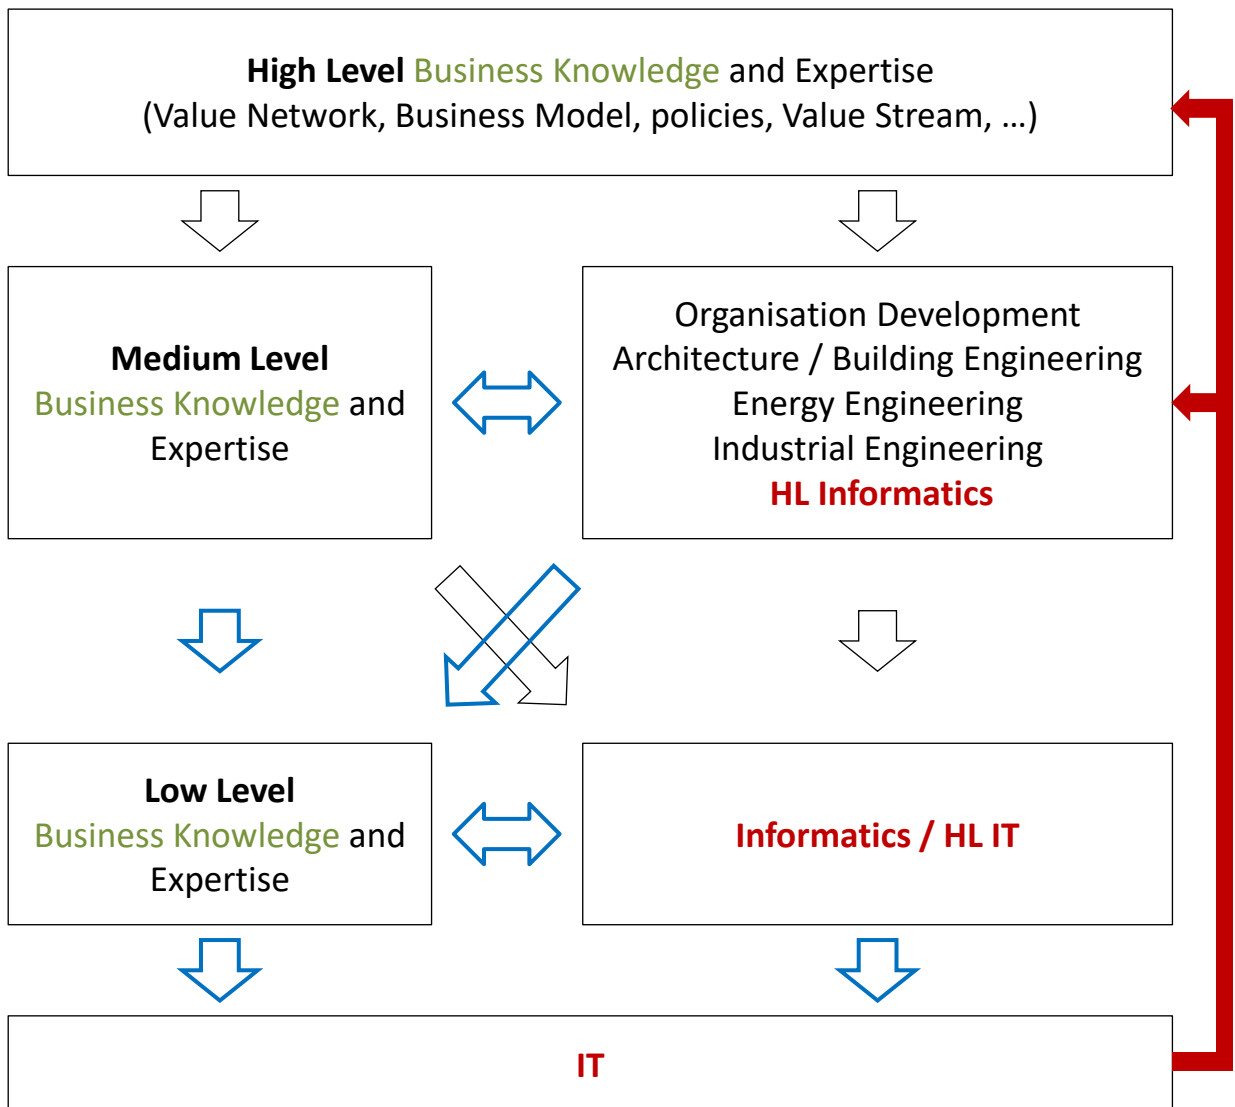 High Level Business Knowledge and Expertise
(Value Network, Business Model, policies, Value Stream, …)
Medium Level
Business Knowledge and
Expertise
Organisation Development
Architecture / Building Engineering
Energy Engineering
Industrial Engineering
HL Informatics
Low Level
Business Knowledge and
Expertise
Informatics / HL IT
IT